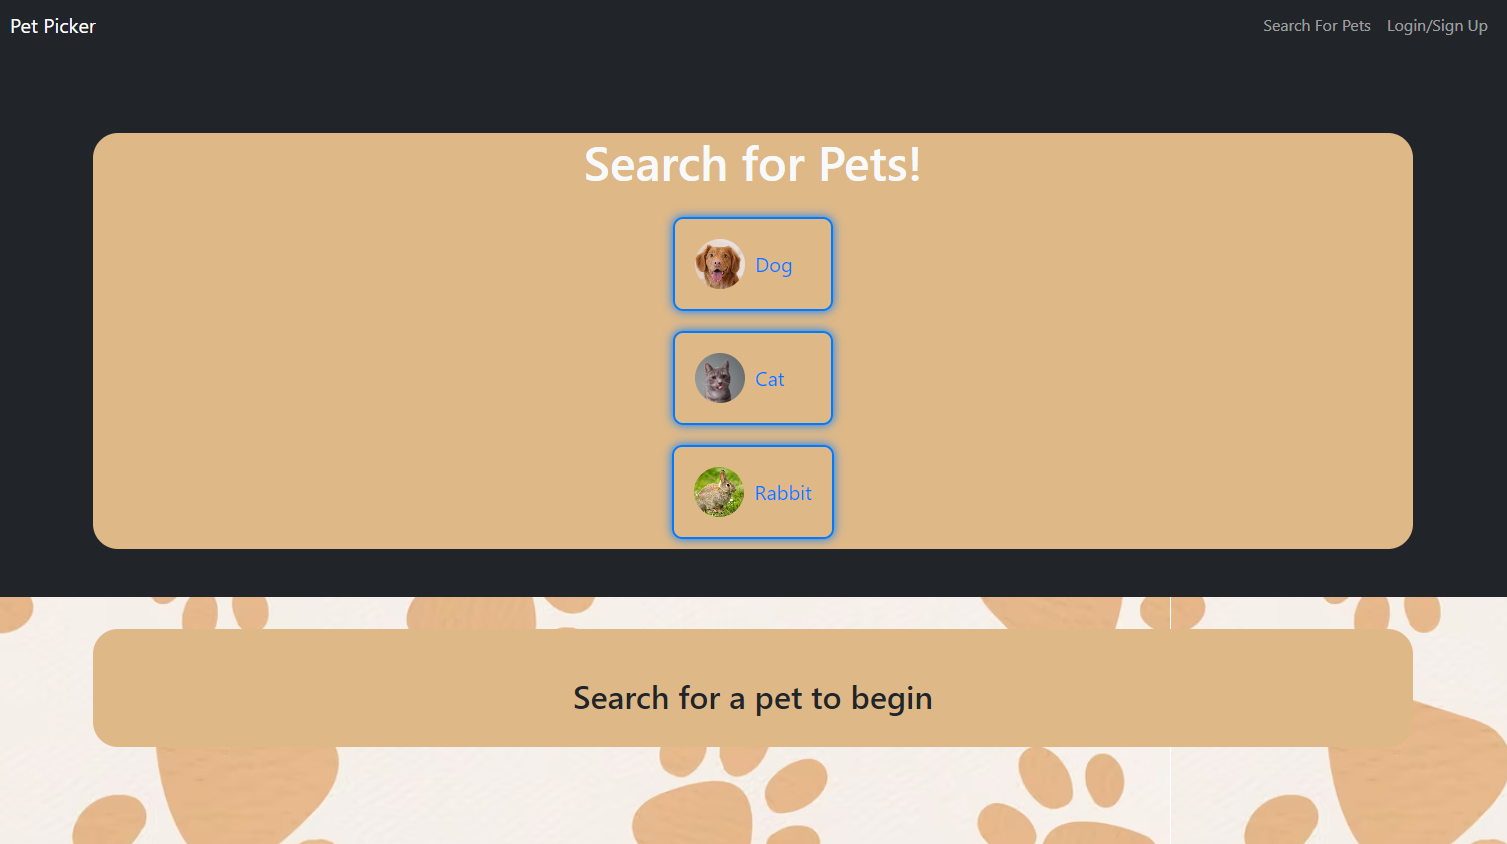 Pet Picker
Search For Pets
Login/Sign Up
Search for Pets!
Dog
Cat
Rabbit
Search for a pet to begin